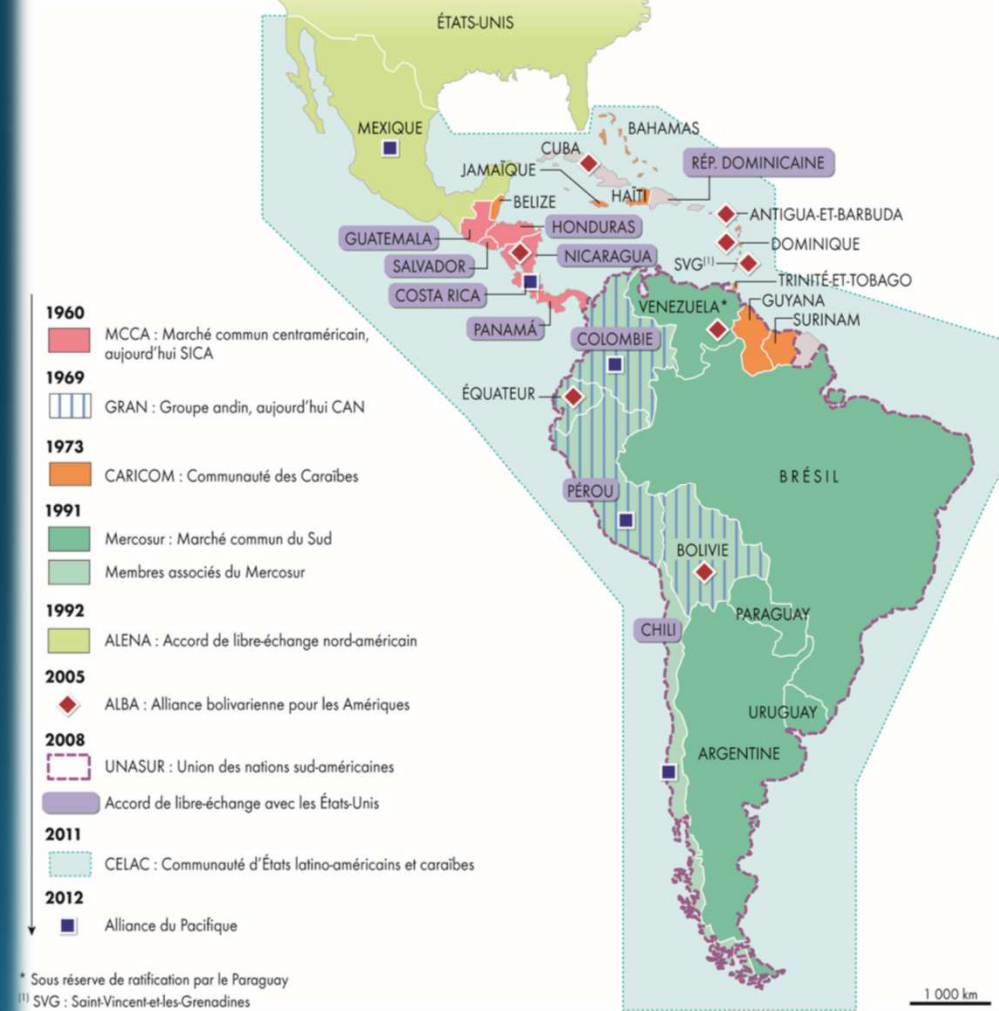 ÉTATS-UNIS
MEXIQUE
BAHAMAS
CUBA
JAMAÏQUE
RÉP. DOMINICAINE
HAÏTI
BELIZE
ANTIGUA-ET-BARBUDA
GUATEMALA
HONDURAS
DOMINIQUE
SALVADOR
NICARAGUA
SVG(1)
COSTA RICA
TRINITÉ-ET-TOBAGO
VENEZUELA*
GUYANA
SURINAM
PANAMÁ
COLOMBIE
ÉQUATEUR
BRÉSIL
PÉROU
BOLIVIE
PARAGUAY
CHILI
URUGUAY
ARGENTINE
1960
MCCA : Marché commun centraméricain,
aujourd'hui SICA
1969
GRAN : Groupe andin, aujourd'hui CAN
1973
CARICOM : Communauté des Caraïbes
1991
Mercosur : Marché commun du Sud
Membres associés du Mercosur
1992
ALENA : Accord de libre-échange nord-américain
2005
ALBA : Alliance bolivarienne pour les Amériques
2008
UNASUR : Union des nations sud-américaines
Accord de libre-échange avec les États-Unis
2011
CELAC : Communauté d'États latino-américains et caraïbes
2012
Alliance du Pacifique
* Sous réserve de ratification par le Paraguay
(1) SVG : Saint-Vincent-et-les-Grenadines
1 000 km